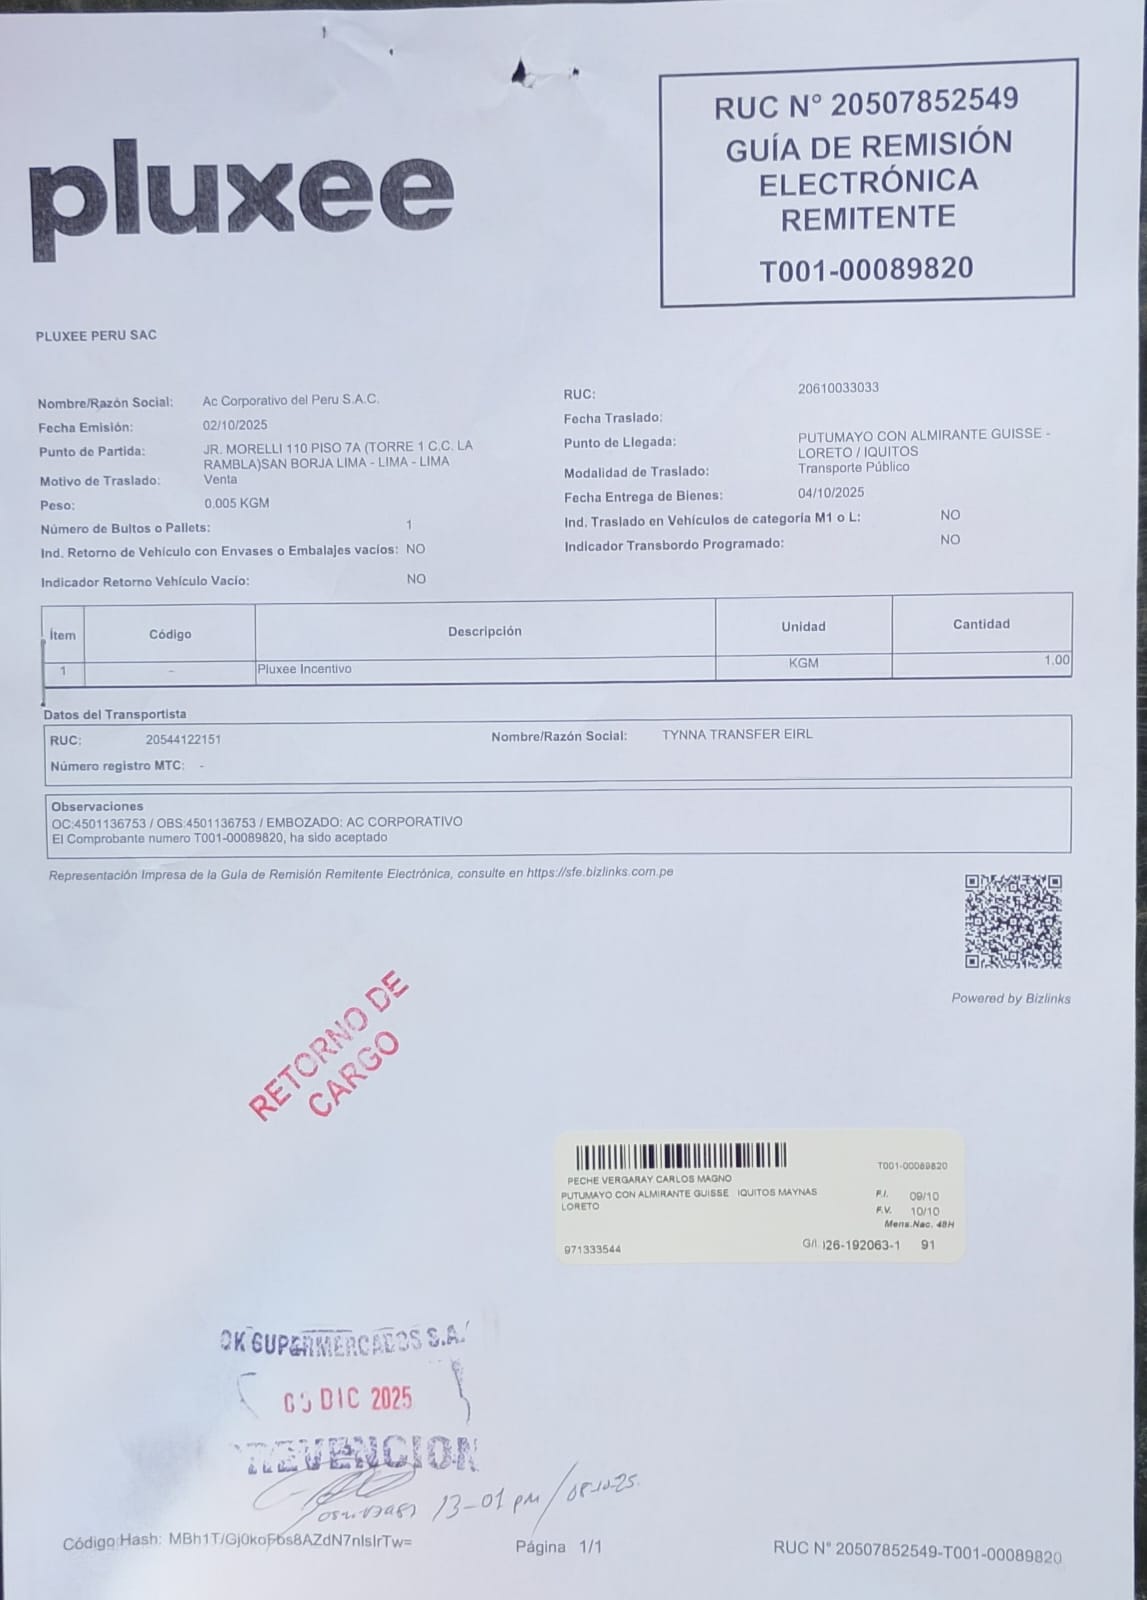 pluxee
RUC N° 20507852549
GUÍA DE REMISIÓN
ELECTRÓNICA
REMITENTE
T001-00089820
PLUXEE PERU SAC
Nombre/Razón Social: Ac Corporativo del Peru S.A.C.
Fecha Emisión: 02/10/2025
Punto de Partida: JR. MORELLI 110 PISO 7A (TORRE 1 C.C. LA
RAMBLA)SAN BORJA LIMA - LIMA - LIMA
Motivo de Traslado: Venta
Peso: 0.005 KGM
Número de Bultos o Pallets: 1
Ind. Retorno de Vehículo con Envases o Embalajes vacíos: NO
Indicador Retorno Vehículo Vacío: NO
RUC: 20610033033
Fecha Traslado:
Punto de Llegada: PUTUMAYO CON ALMIRANTE GUISSE -
LORETO / IQUITOS
Modalidad de Traslado: Transporte Público
Fecha Entrega de Bienes: 04/10/2025
Ind. Traslado en Vehículos de categoría M1 o L: NO
Indicador Transbordo Programado: NO
Ítem Código Descripción Unidad Cantidad
1 - Pluxee Incentivo KGM 1.00
Datos del Transportista
RUC: 20544122151 Nombre/Razón Social: TYNNA TRANSFER EIRL
Número registro MTC: -
Observaciones
OC:4501136753 / OBS:4501136753 / EMBOZADO: AC CORPORATIVO
El Comprobante numero T001-00089820, ha sido aceptado
Representación Impresa de la Guía de Remisión Remitente Electrónica, consulte en https://sfe.bizlinks.com.pe
Powered by Bizlinks
RETORNO DE
CARGO
T001-00089820
PECHE VERGARAY CARLOS MAGNO
PUTUMAYO CON ALMIRANTE GUISSE IQUITOS MAYNAS
LORETO
F.I. 09/10
F.V. 10/10
Mens.Nac. 48H
971333544 G/I 026-192063-1 91
OK SUPERMERCADOS S.A.
DIC 2025
PREVENCION
13-01 pm /
Código Hash: MBh1T/Gj0koFbs8AZdN7nIsIrTw=
Página 1/1
RUC N° 20507852549-T001-00089820